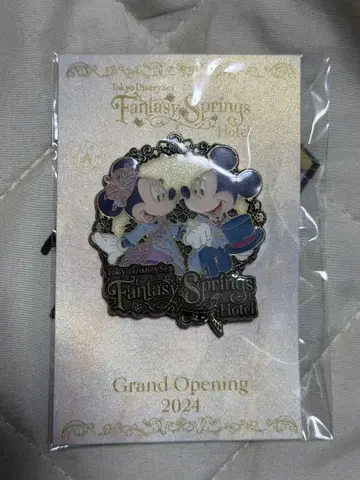 Tokyo DisneySea
Fantasy Springs
Hotel
Tokyo DisneySea
Fantasy Springs
Hotel
Grand Opening
2024